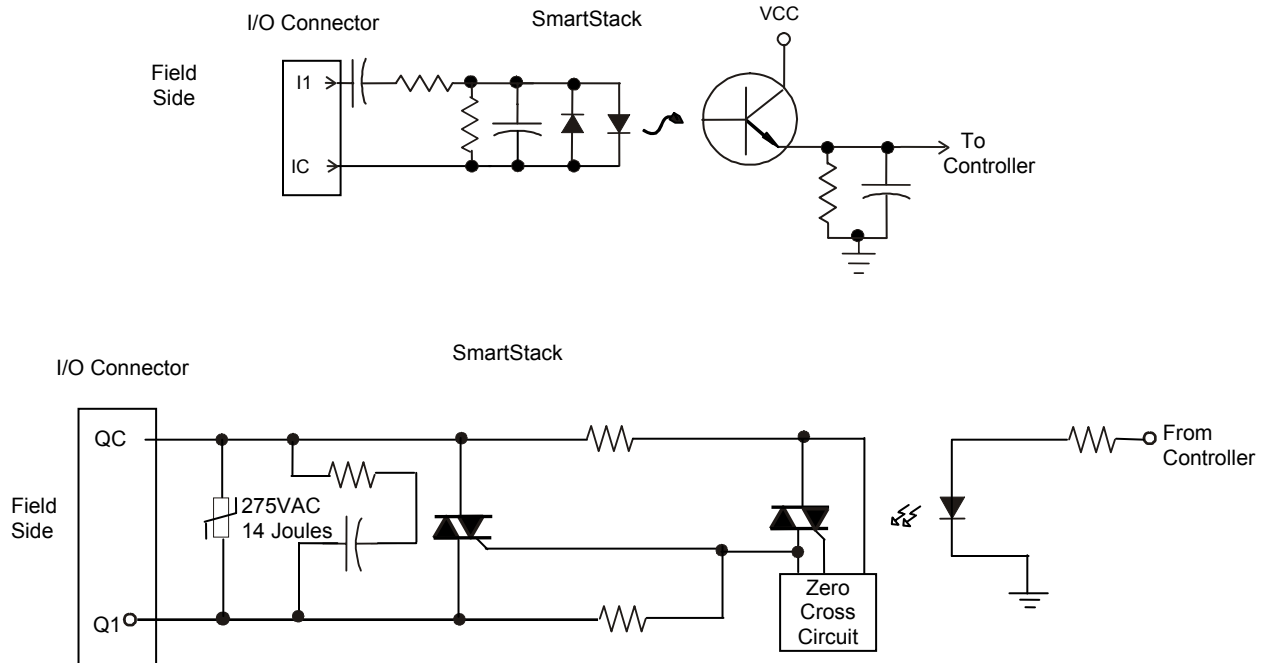 I/O Connector
SmartStack
VCC
Field
Side
I1
IC
To
Controller
SmartStack
I/O Connector
QC
From
Controller
Field
Side
275VAC
14 Joules
Zero
Cross
Circuit
Q1